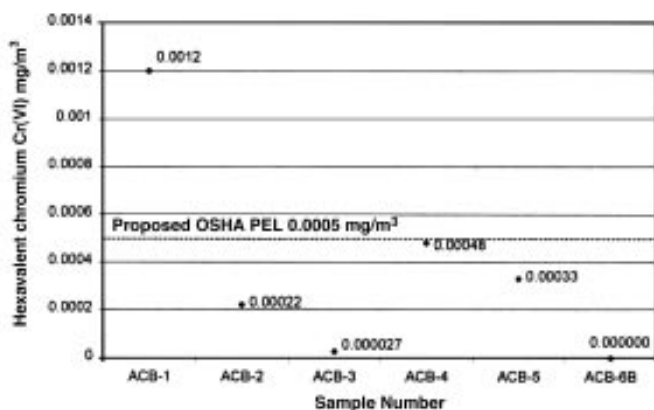 Hexavalent chromium Cr(VI) mg/m³
0.0014
0.0012
0.001
0.0008
0.0006
0.0004
0.0002
0
0.0012
Proposed OSHA PEL 0.0005 mg/m³
0.00048
0.00033
0.00022
0.000027
0.000000
ACB-1
ACB-2
ACB-3
ACB-4
ACB-5
ACB-6B
Sample Number